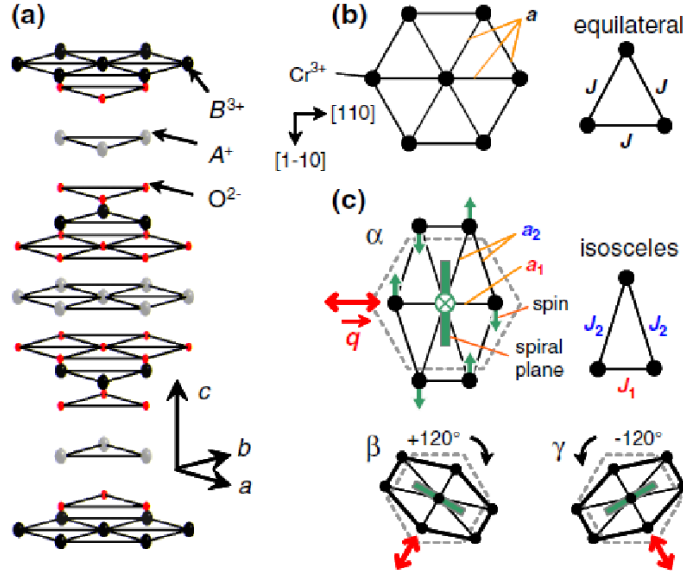 (a)
B3+
A+
O2-
c
b
a
(b)
a
Cr3+
[110]
[1-10]
equilateral
J
J
J
(c)
α
a2
a1
spin
q
spiral
plane
isosceles
J2
J2
J1
β
+120°
γ
-120°